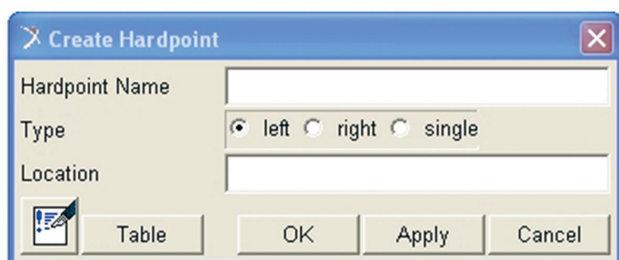 Create Hardpoint
Hardpoint Name
Type left right single
Location
Table OK Apply Cancel